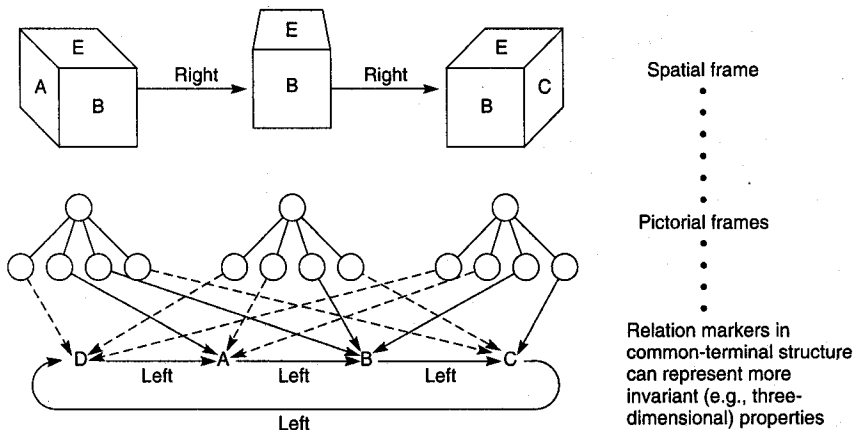 E
A
B
Right
E
B
Right
E
B
C
Spatial frame
Pictorial frames
D
A
B
C
Left
Left
Left
Left
Relation markers in
common-terminal structure
can represent more
invariant (e.g., three-
dimensional) properties